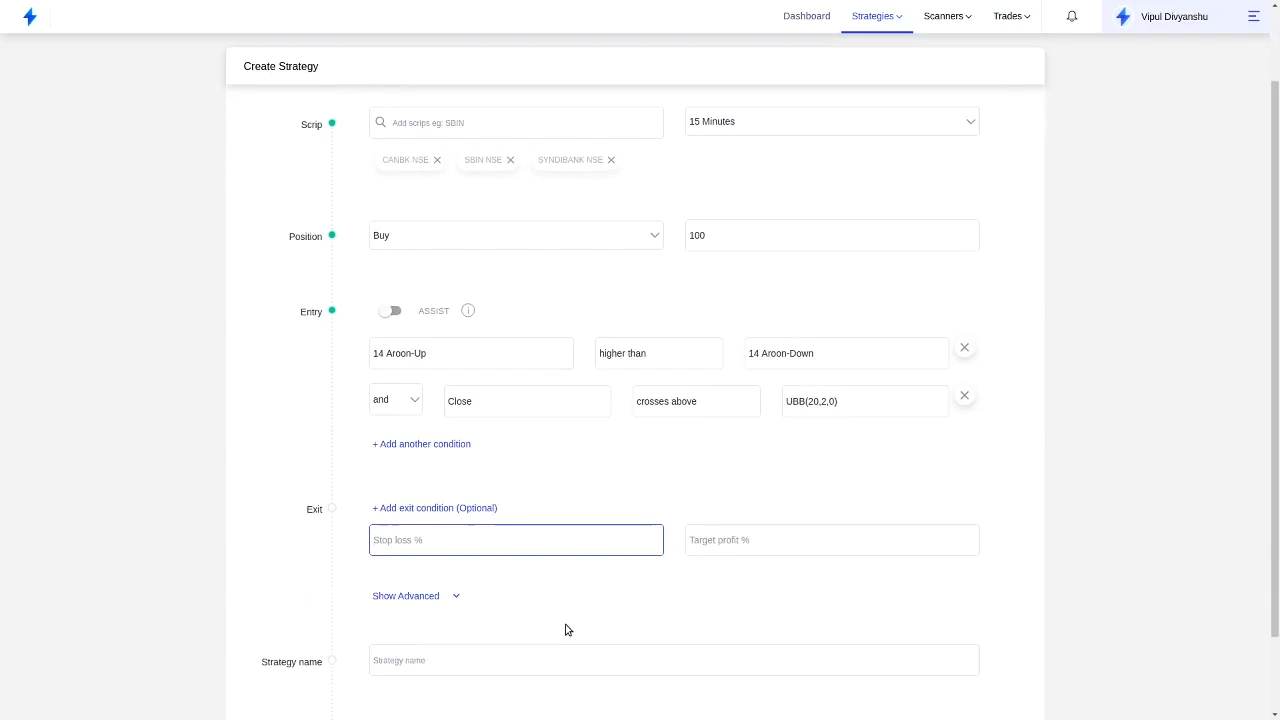 Dashboard Strategies Scanners Trades Vipul Divyanshu
Create Strategy
Scrip Add scrips eg: SBIN 15 Minutes
CANBK NSE SBIN NSE SYNDIBANK NSE
Position Buy 100
Entry ASSIST i
14 Aroon-Up higher than 14 Aroon-Down
and Close crosses above UBB(20,2,0)
+ Add another condition
Exit + Add exit condition (Optional)
Stop loss % Target profit %
Show Advanced
Strategy name Strategy name